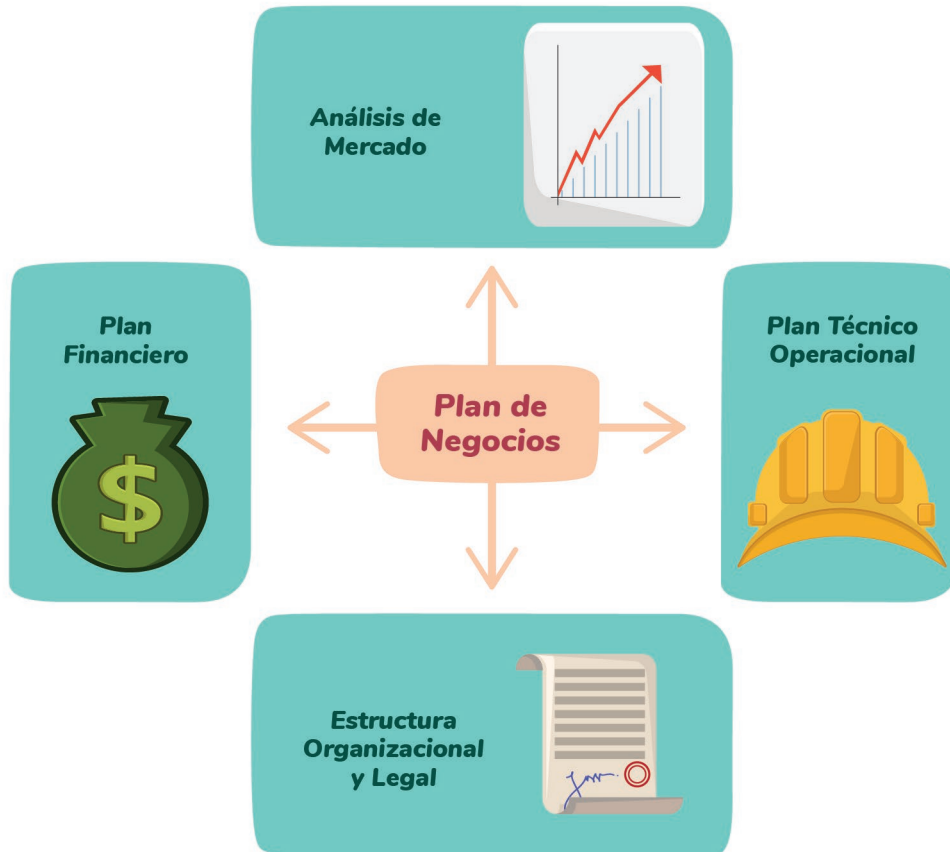 Análisis de
Mercado
Plan
Financiero
$
Plan de
Negocios
Plan Técnico
Operacional
Estructura
Organizacional
y Legal